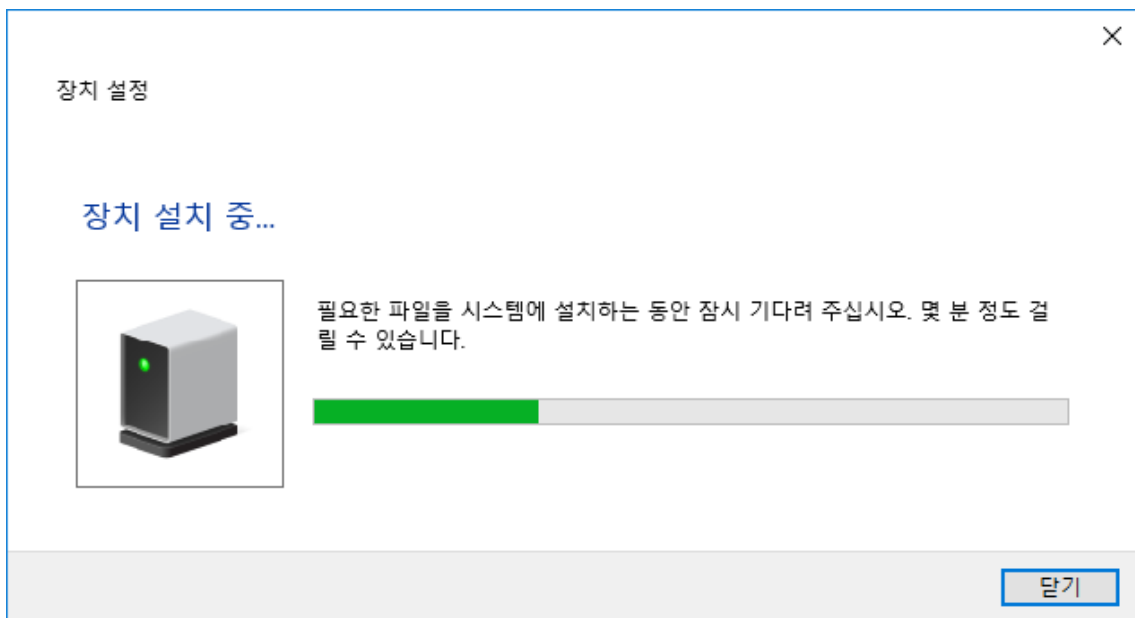 장치 설정
장치 설치 중...
필요한 파일을 시스템에 설치하는 동안 잠시 기다려 주십시오. 몇 분 정도 걸
릴 수 있습니다.
닫기